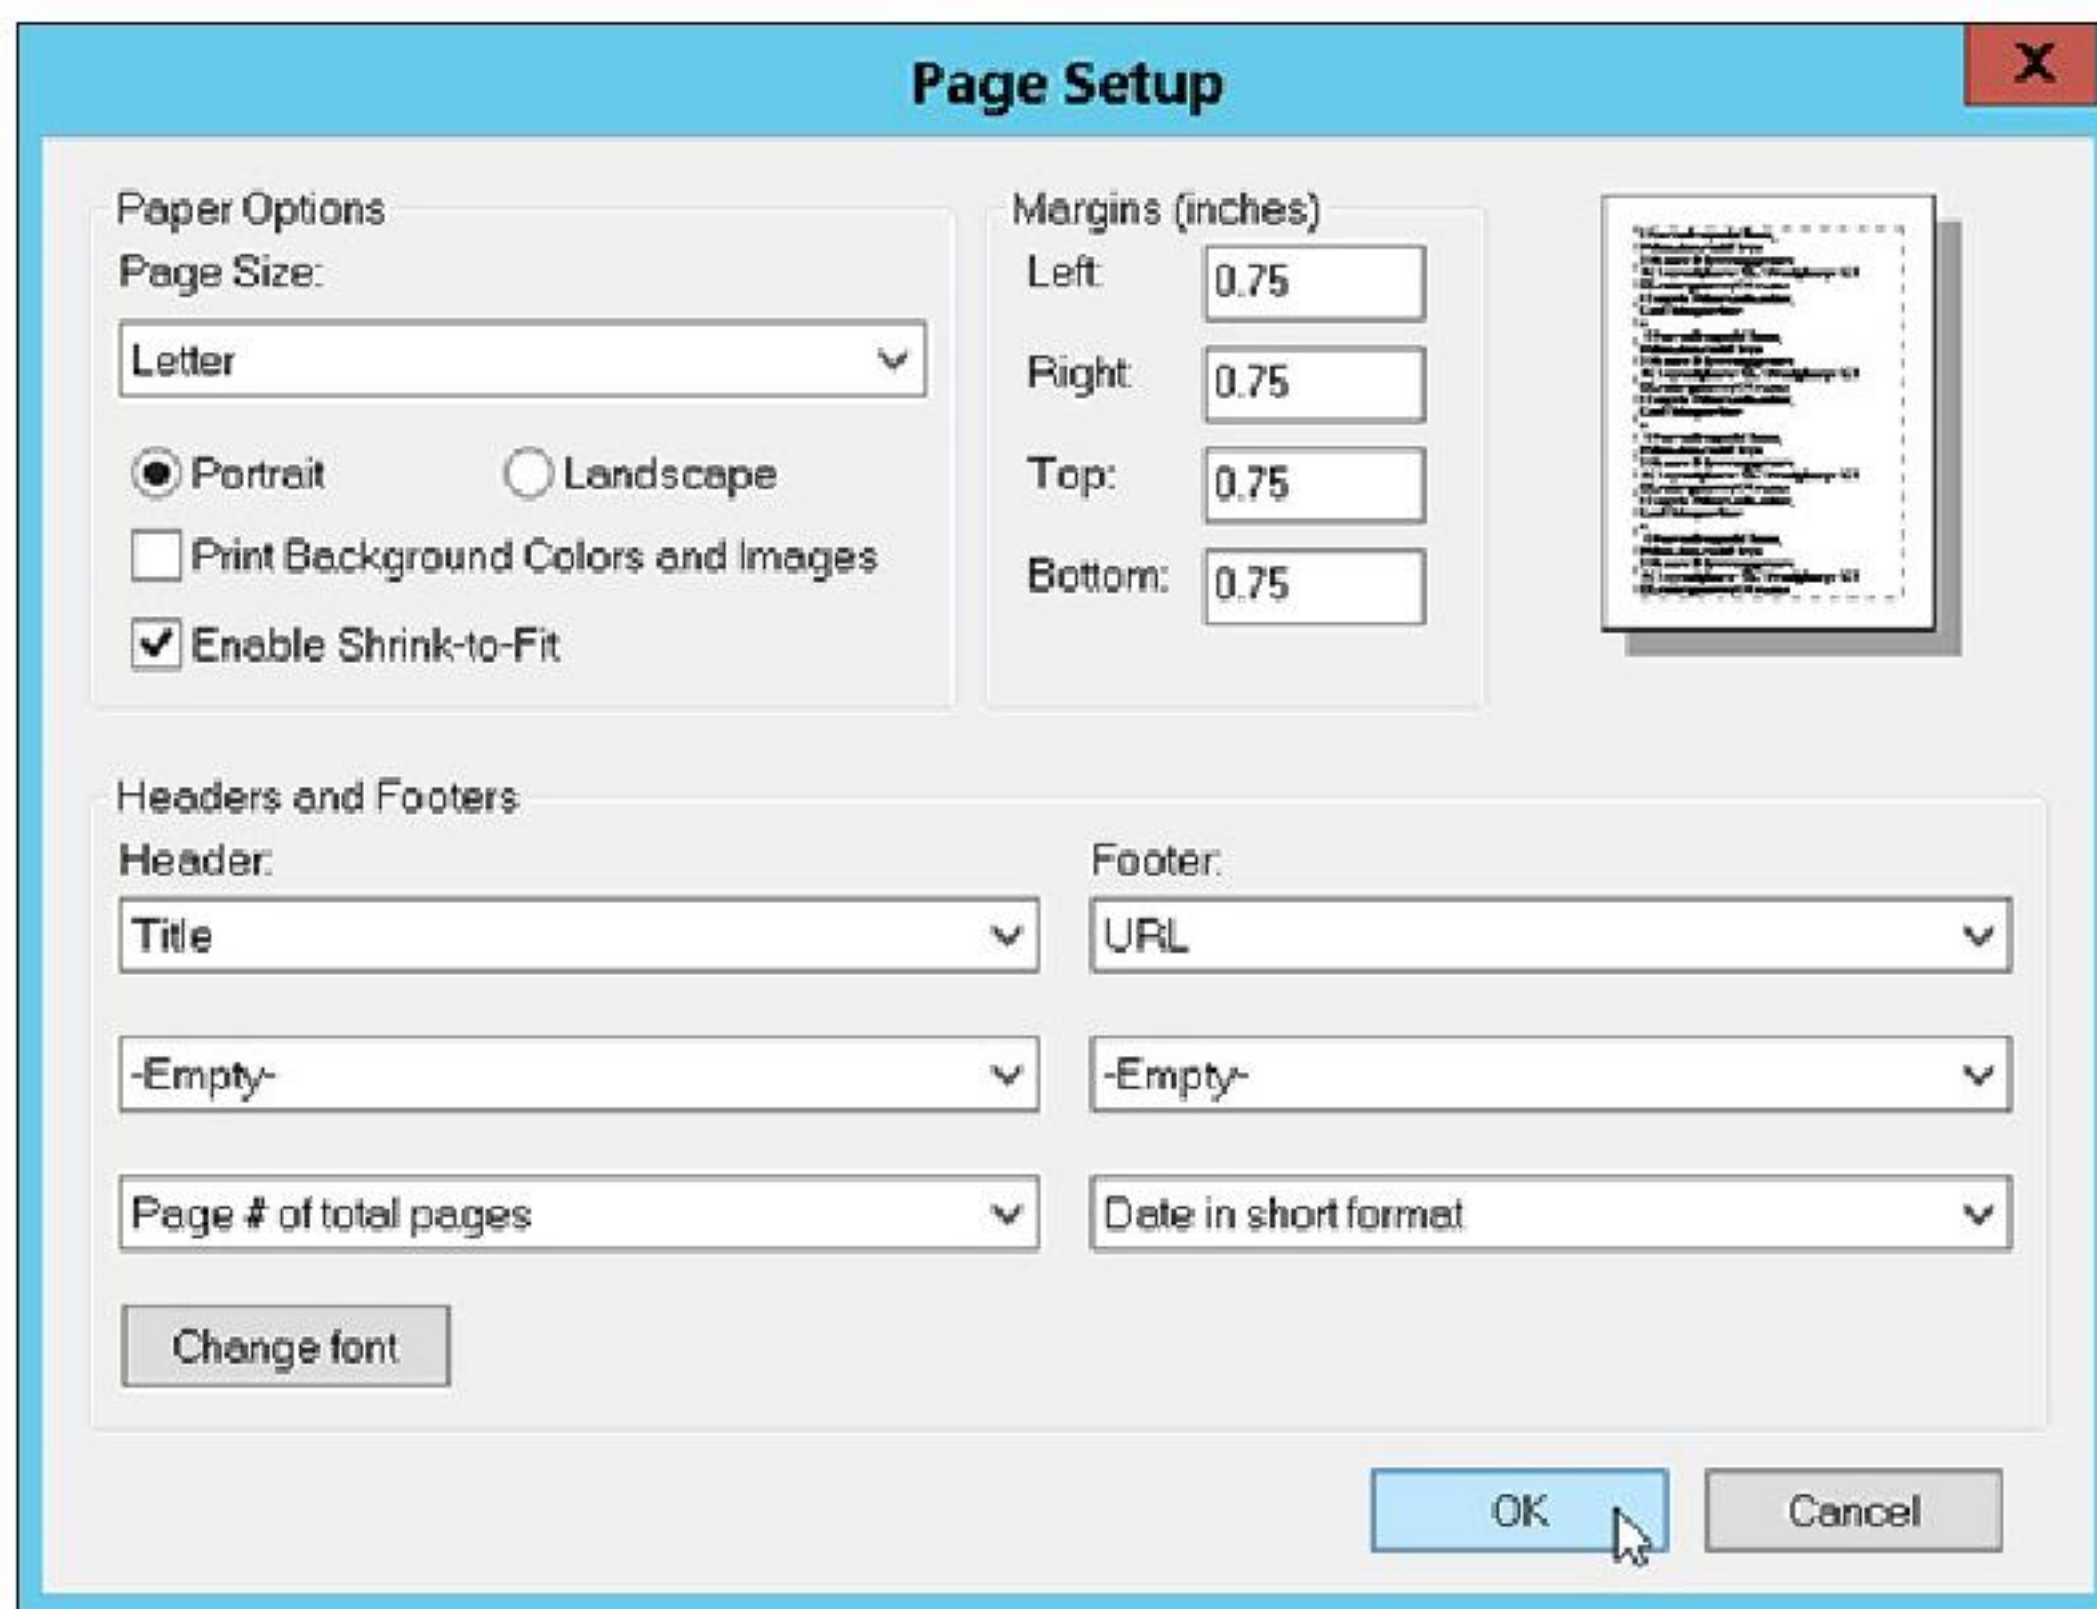 Page Setup
X
Paper Options
Page Size:
Letter
Portrait
Landscape
Print Background Colors and Images
Enable Shrink-to-Fit
Margins (inches)
Left:
0.75
Right:
0.75
Top:
0.75
Bottom:
0.75
Headers and Footers
Header:
Footer:
Title
URL
-Empty-
-Empty-
Page # of total pages
Date in short format
Change font
OK
Cancel